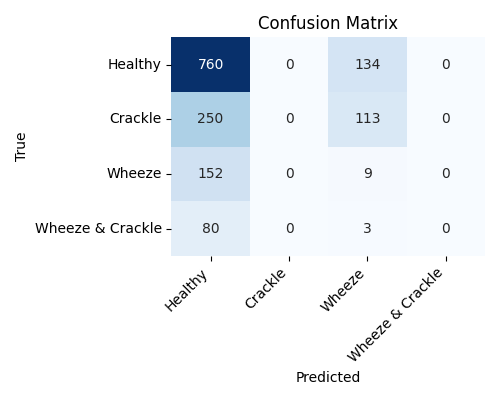 Confusion Matrix
True
Healthy 760 0 134 0
Crackle 250 0 113 0
Wheeze 152 0 9 0
Wheeze & Crackle 80 0 3 0
Healthy Crackle Wheeze Wheeze & Crackle
Predicted